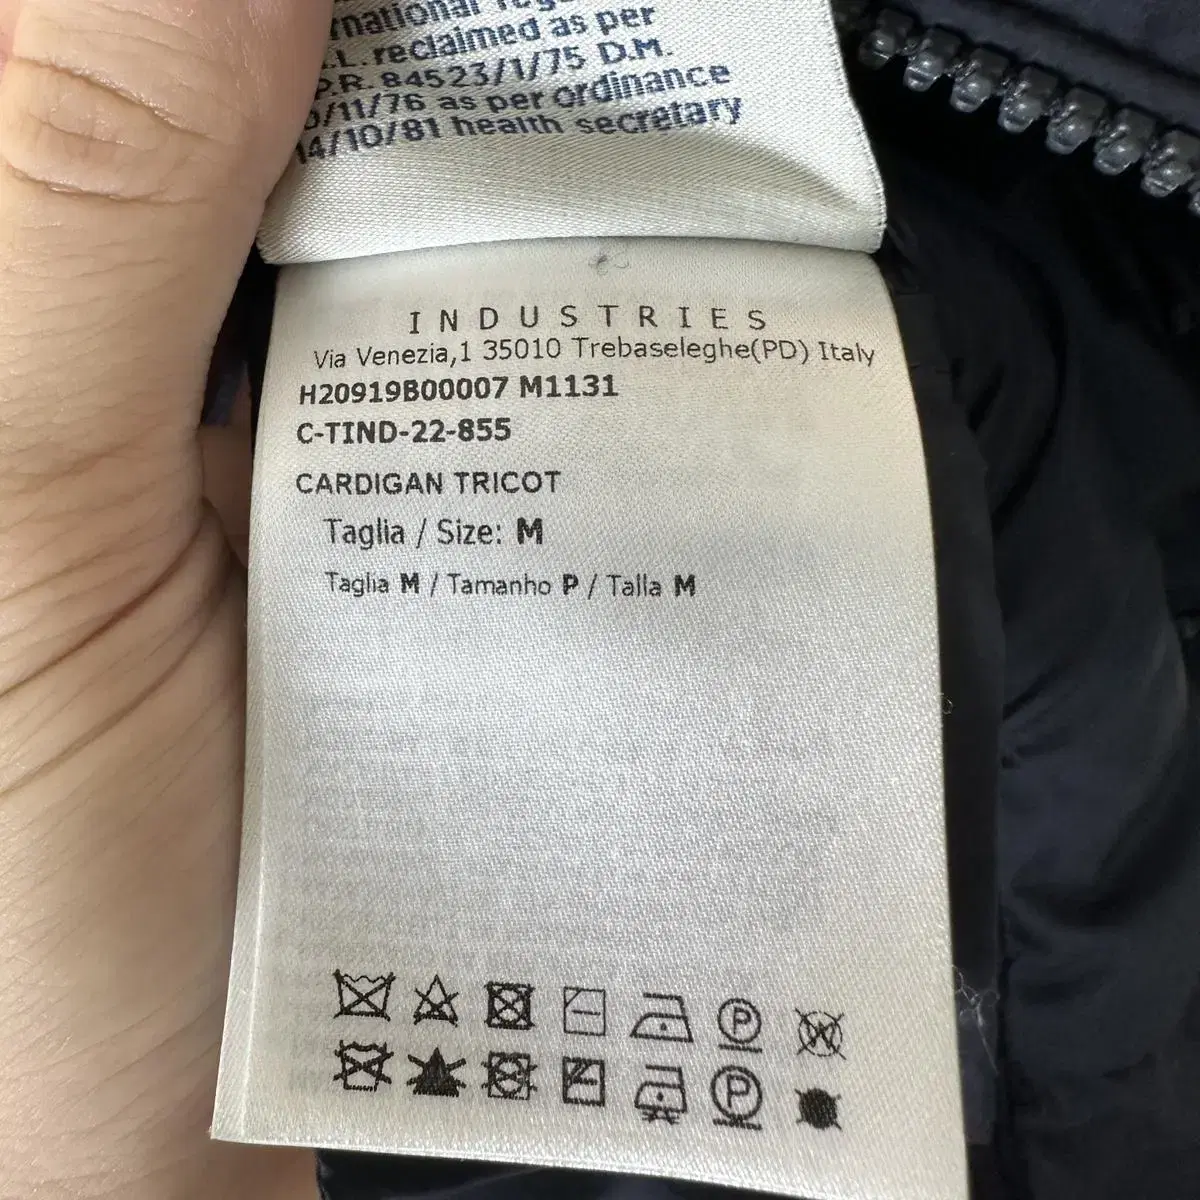 reclaimed as per
84523/1/75 D.M.
/11/76 as per ordinance
14/10/81 health secretary
INDUSTRIES
Via Venezia,1 35010 Trebaseleghe(PD) Italy
H20919B00007 M1131
C-TIND-22-855
CARDIGAN TRICOT
Taglia / Size: M
Taglia M / Tamanho P / Talla M
P
W
P